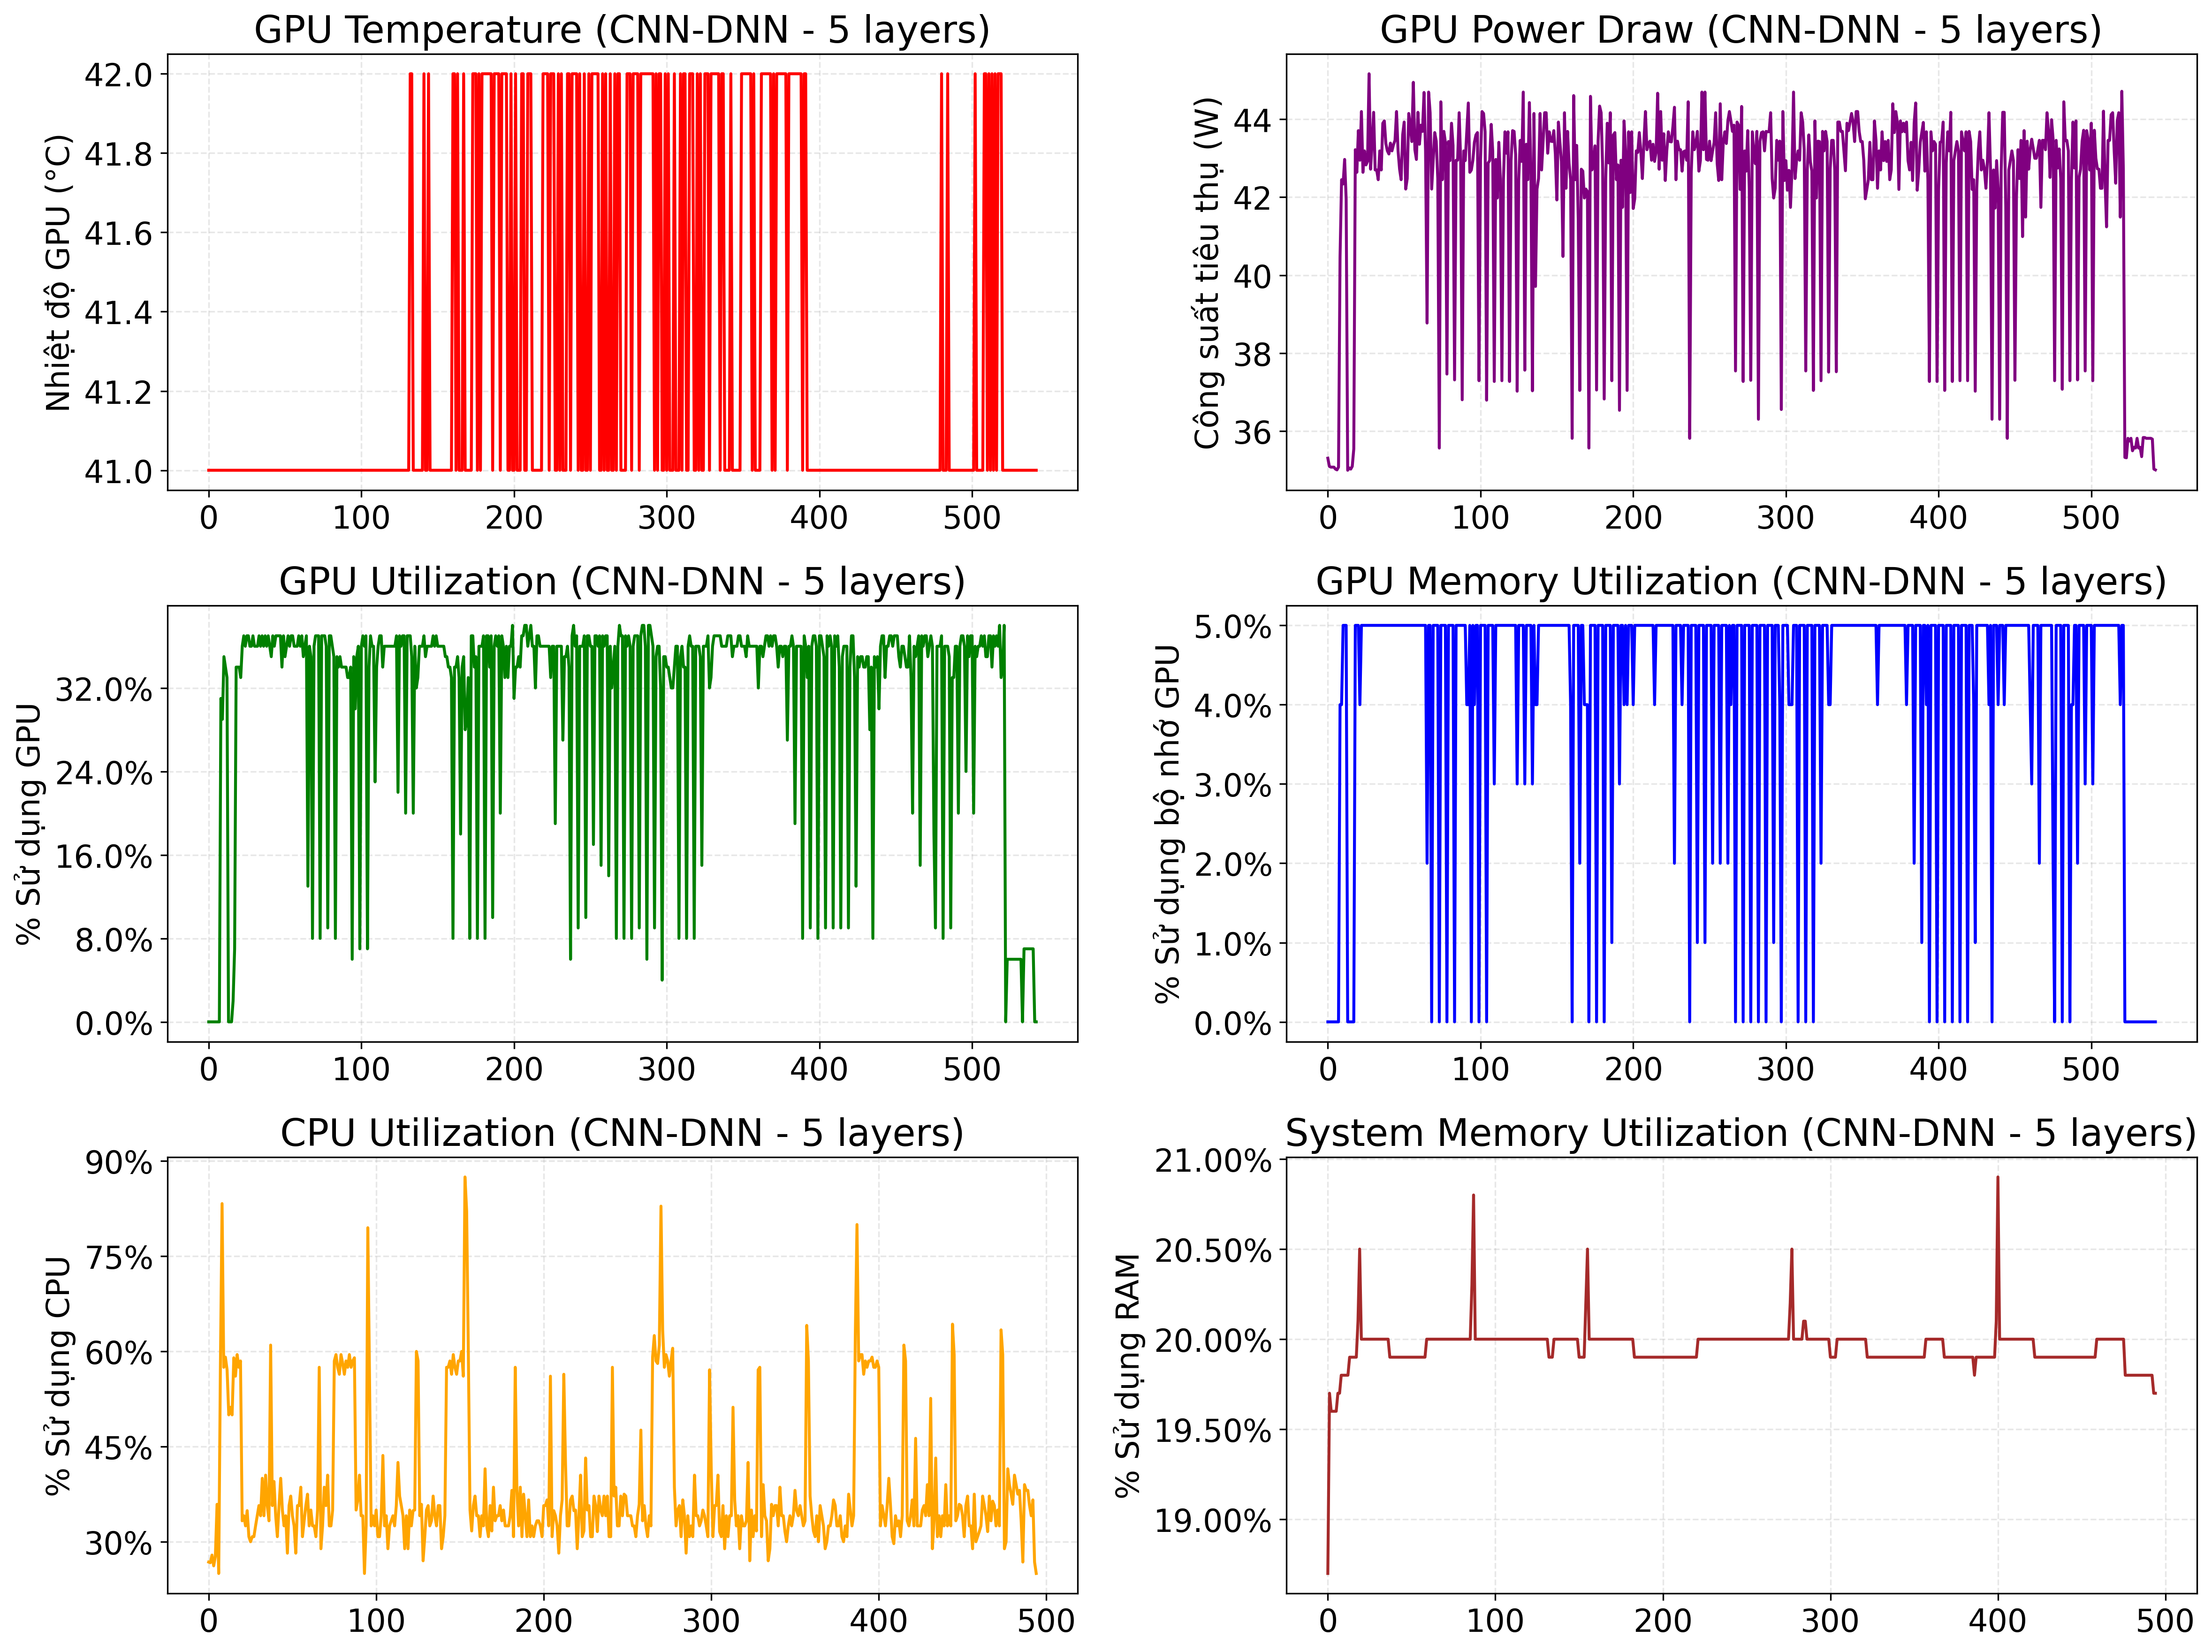 GPU Temperature (CNN-DNN - 5 layers)
Nhiệt độ GPU (°C)
42.0
41.8
41.6
41.4
41.2
41.0
0 100 200 300 400 500
GPU Power Draw (CNN-DNN - 5 layers)
Công suất tiêu thụ (W)
44
42
40
38
36
0 100 200 300 400 500
GPU Utilization (CNN-DNN - 5 layers)
% Sử dụng GPU
32.0%
24.0%
16.0%
8.0%
0.0%
0 100 200 300 400 500
GPU Memory Utilization (CNN-DNN - 5 layers)
% Sử dụng bộ nhớ GPU
5.0%
4.0%
3.0%
2.0%
1.0%
0.0%
0 100 200 300 400 500
CPU Utilization (CNN-DNN - 5 layers)
% Sử dụng CPU
90%
75%
60%
45%
30%
0 100 200 300 400 500
System Memory Utilization (CNN-DNN - 5 layers)
% Sử dụng RAM
21.00%
20.50%
20.00%
19.50%
19.00%
0 100 200 300 400 500